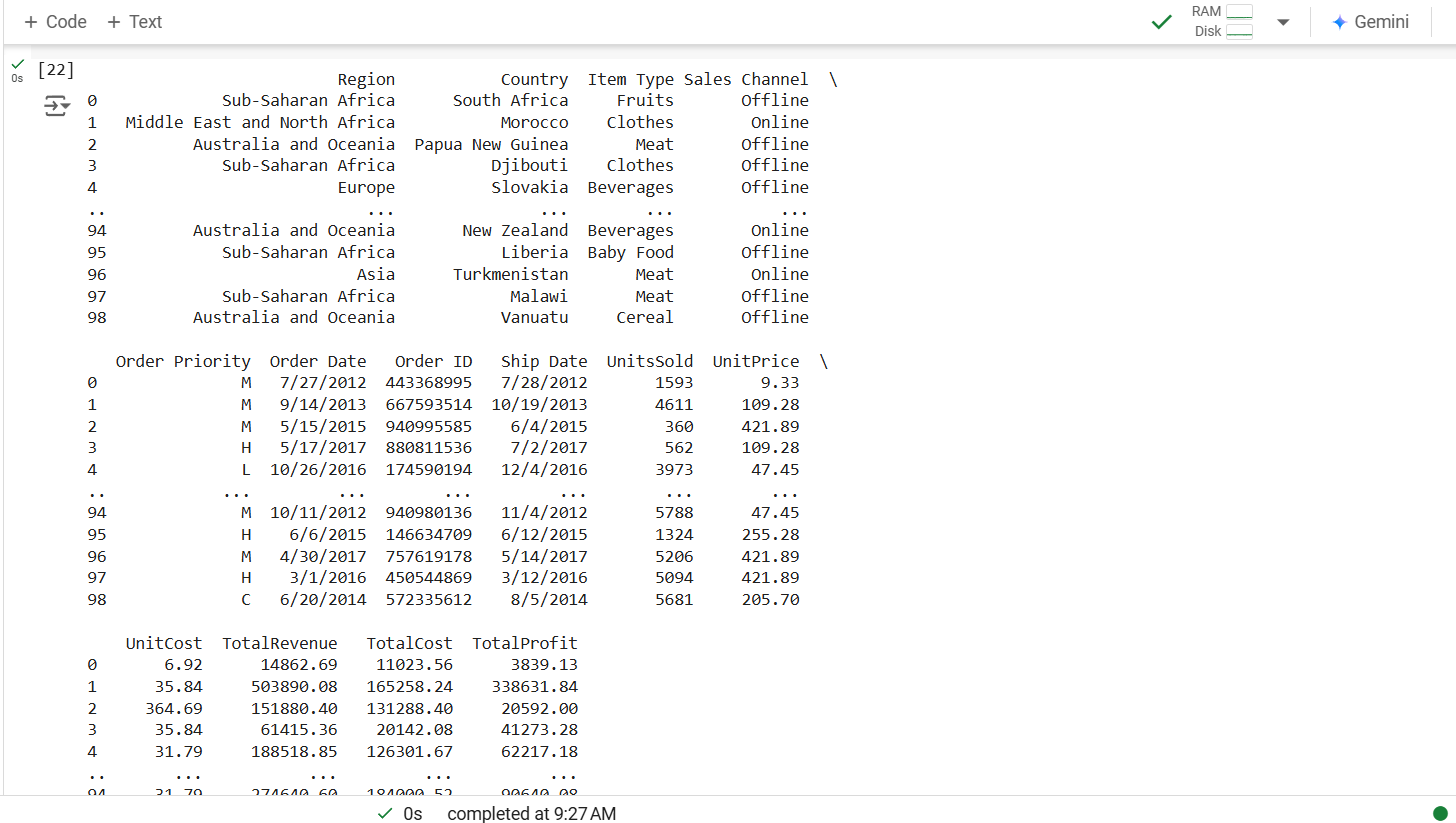 + Code + Text
RAM
Disk
Gemini
0s
[22]
Region Country Item Type Sales Channel \
0 Sub-Saharan Africa South Africa Fruits Offline
1 Middle East and North Africa Morocco Clothes Online
2 Australia and Oceania Papua New Guinea Meat Offline
3 Sub-Saharan Africa Djibouti Clothes Offline
4 Europe Slovakia Beverages Offline
.. ... ... ... ...
94 Australia and Oceania New Zealand Beverages Online
95 Sub-Saharan Africa Liberia Baby Food Offline
96 Asia Turkmenistan Meat Online
97 Sub-Saharan Africa Malawi Meat Offline
98 Australia and Oceania Vanuatu Cereal Offline
Order Priority Order Date Order ID Ship Date UnitsSold UnitPrice \
0 M 7/27/2012 443368995 7/28/2012 1593 9.33
1 M 9/14/2013 667593514 10/19/2013 4611 109.28
2 M 5/15/2015 940995585 6/4/2015 360 421.89
3 H 5/17/2017 880811536 7/2/2017 562 109.28
4 L 10/26/2016 174590194 12/4/2016 3973 47.45
.. ... ... ... ... ... ...
94 M 10/11/2012 940980136 11/4/2012 5788 47.45
95 H 6/6/2015 146634709 6/12/2015 1324 255.28
96 M 4/30/2017 757619178 5/14/2017 5206 421.89
97 H 3/1/2016 450544869 3/12/2016 5094 421.89
98 C 6/20/2014 572335612 8/5/2014 5681 205.70
UnitCost TotalRevenue TotalCost TotalProfit
0 6.92 14862.69 11023.56 3839.13
1 35.84 503890.08 165258.24 338631.84
2 364.69 151880.40 131288.40 20592.00
3 35.84 61415.36 20142.08 41273.28
4 31.79 188518.85 126301.67 62217.18
.. ... ... ... ...
94 31.79 274640.60 184000.52 90640.08
0s completed at 9:27 AM